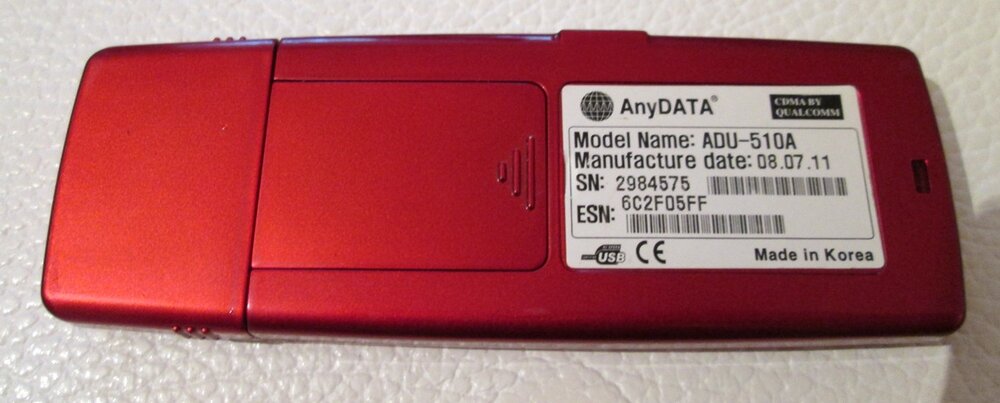 AnyDATA®
CDMA BY
QUALCOMM
Model Name: ADU-510A
Manufacture date: 08.07.11
SN: 2984575
ESN: 6C2F05FF
USB
CE
Made in Korea